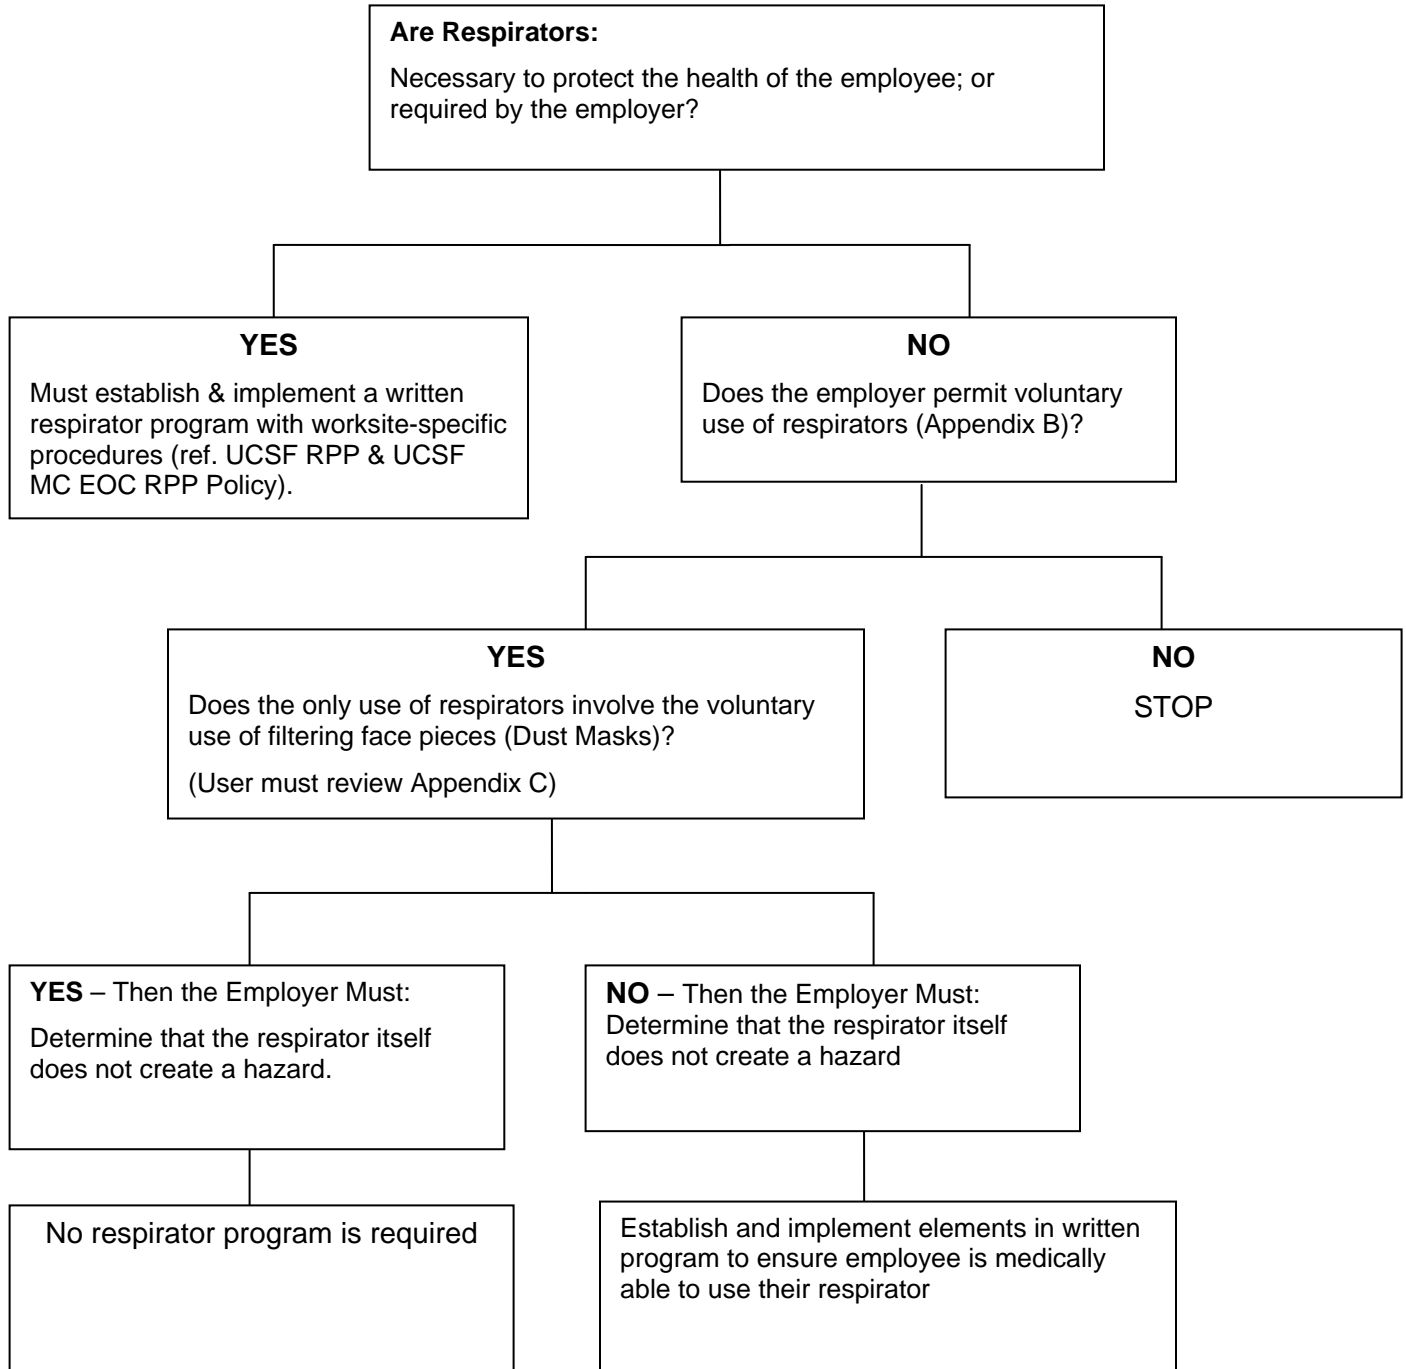 Are Respirators:
Necessary to protect the health of the employee; or
required by the employer?
YES
Must establish & implement a written
respirator program with worksite-specific
procedures (ref. UCSF RPP & UCSF
MC EOC RPP Policy).
NO
Does the employer permit voluntary
use of respirators (Appendix B)?
YES
Does the only use of respirators involve the voluntary
use of filtering face pieces (Dust Masks)?
(User must review Appendix C)
NO
STOP
YES – Then the Employer Must:
Determine that the respirator itself
does not create a hazard.
NO – Then the Employer Must:
Determine that the respirator itself
does not create a hazard
No respirator program is required
Establish and implement elements in written
program to ensure employee is medically
able to use their respirator